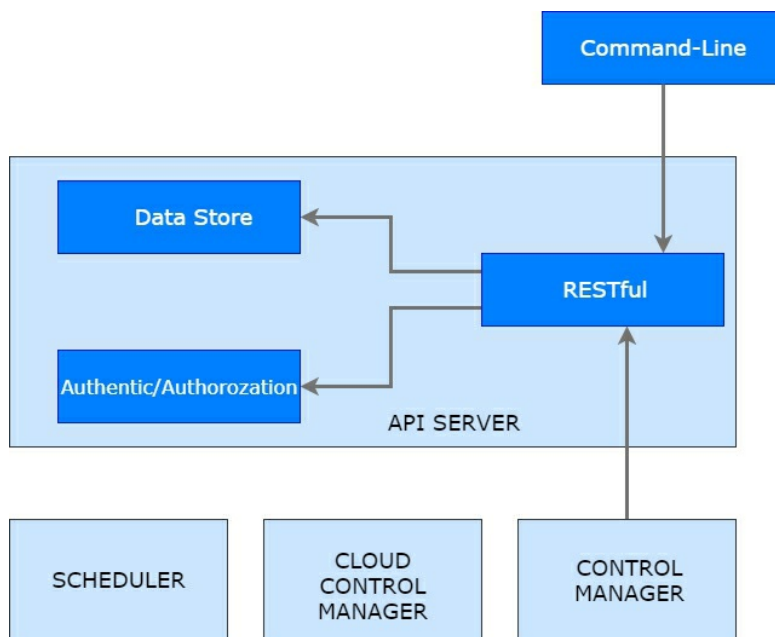 Command-Line
Data Store
RESTful
Authentic/Authorozation
API SERVER
SCHEDULER
CLOUD
CONTROL
MANAGER
CONTROL
MANAGER